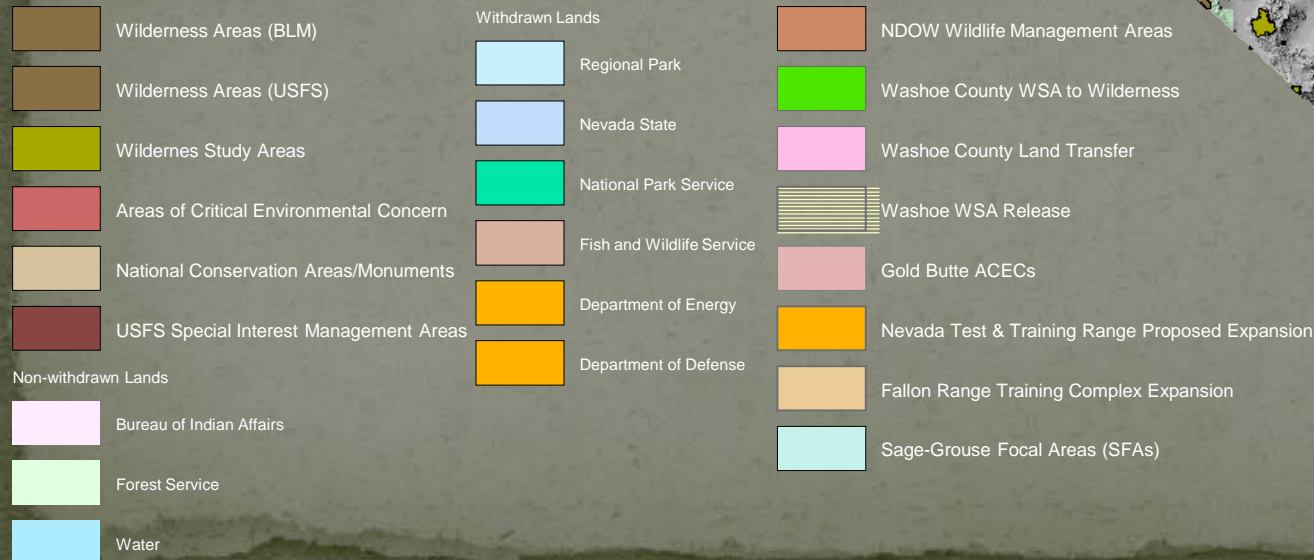 Wilderness Areas (BLM)
Wilderness Areas (USFS)
Wildernes Study Areas
Areas of Critical Environmental Concern
National Conservation Areas/Monuments
USFS Special Interest Management Areas
Non-withdrawn Lands
Bureau of Indian Affairs
Forest Service
Water
Withdrawn Lands
Regional Park
Nevada State
National Park Service
Fish and Wildlife Service
Department of Energy
Department of Defense
NDOW Wildlife Management Areas
Washoe County WSA to Wilderness
Washoe County Land Transfer
Washoe WSA Release
Gold Butte ACECs
Nevada Test & Training Range Proposed Expansion
Fallon Range Training Complex Expansion
Sage-Grouse Focal Areas (SFAs)